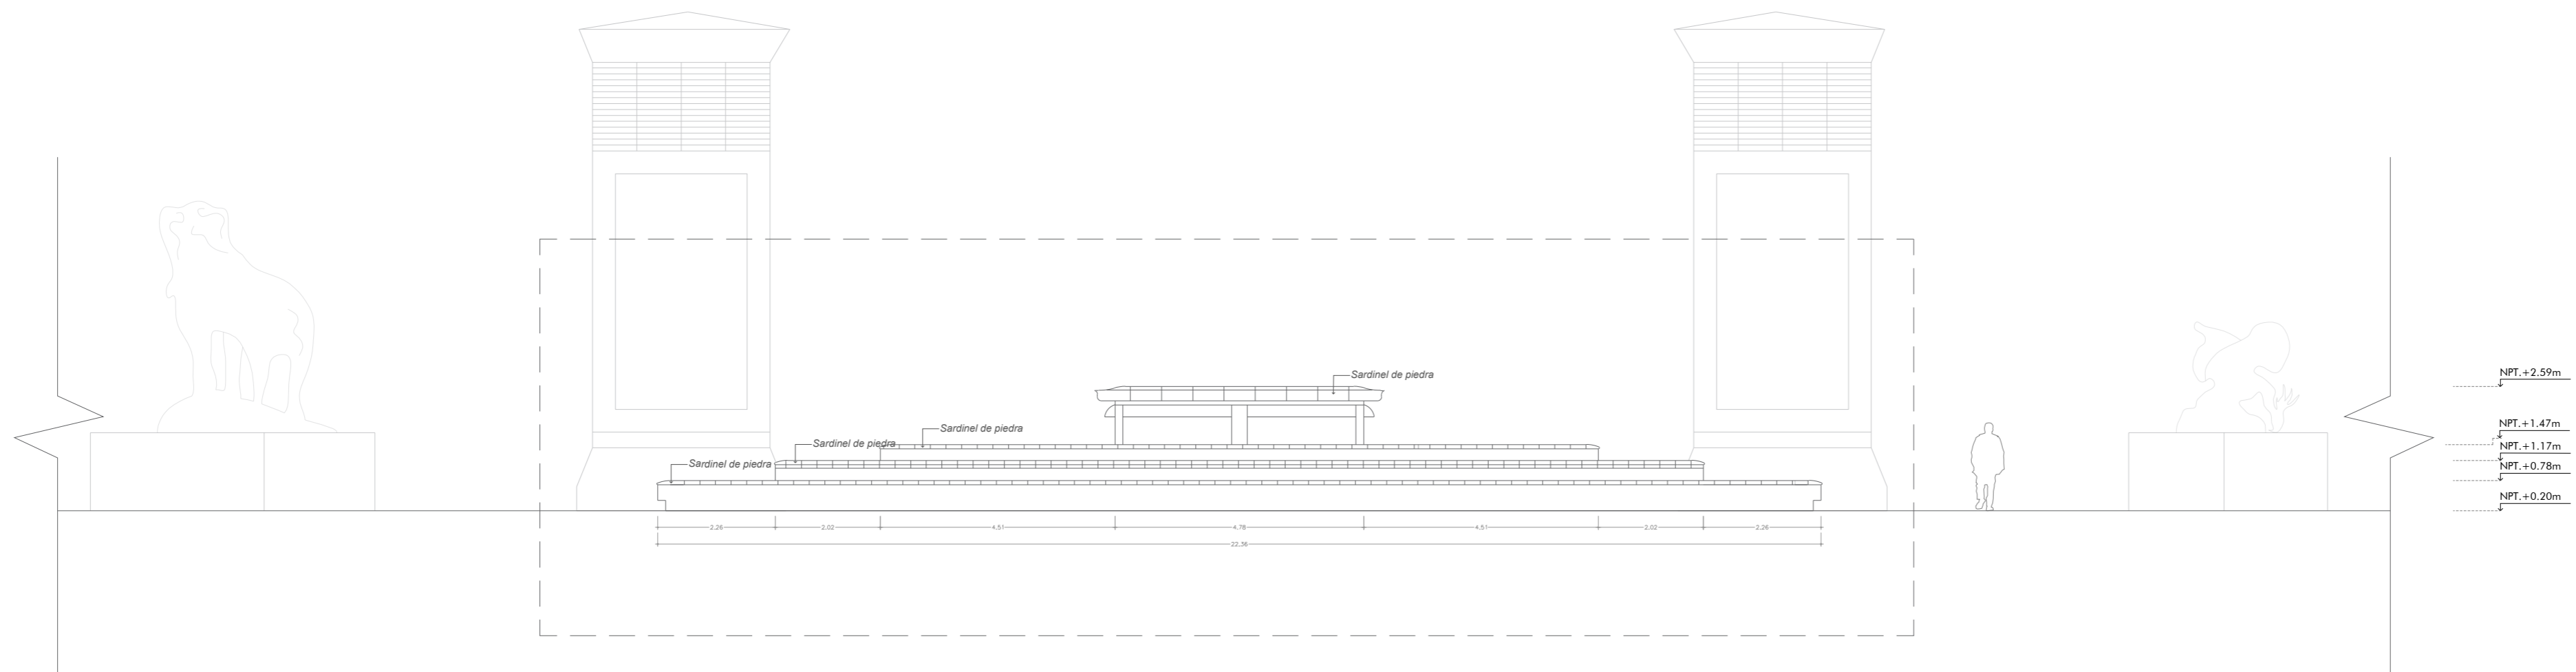 Sardinel de piedra
NPT.+2.59m
Sardinel de piedra
NPT.+1.47m
Sardinel de piedra
NPT.+1.17m
Sardinel de piedra
NPT.+0.78m
NPT.+0.20m
2,26 2,02 4,51 4,78 4,51 2,02 2,26
22,36